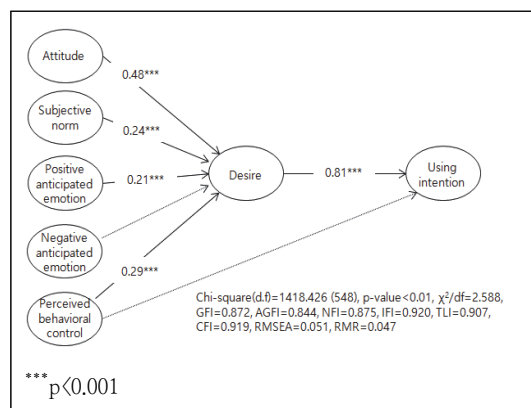 Attitude
0.48***
Subjective
norm
0.24***
Positive
anticipated
emotion
0.21***
Desire
0.81***
Using
intention
Negative
anticipated
emotion
0.29***
Perceived
behavioral
control
Chi-square(d.f)=1418.426 (548), p-value<0.01, χ²/df=2.588,
GFI=0.872, AGFI=0.844, NFI=0.875, IFI=0.920, TLI=0.907,
CFI=0.919, RMSEA=0.051, RMR=0.047
***p<0.001